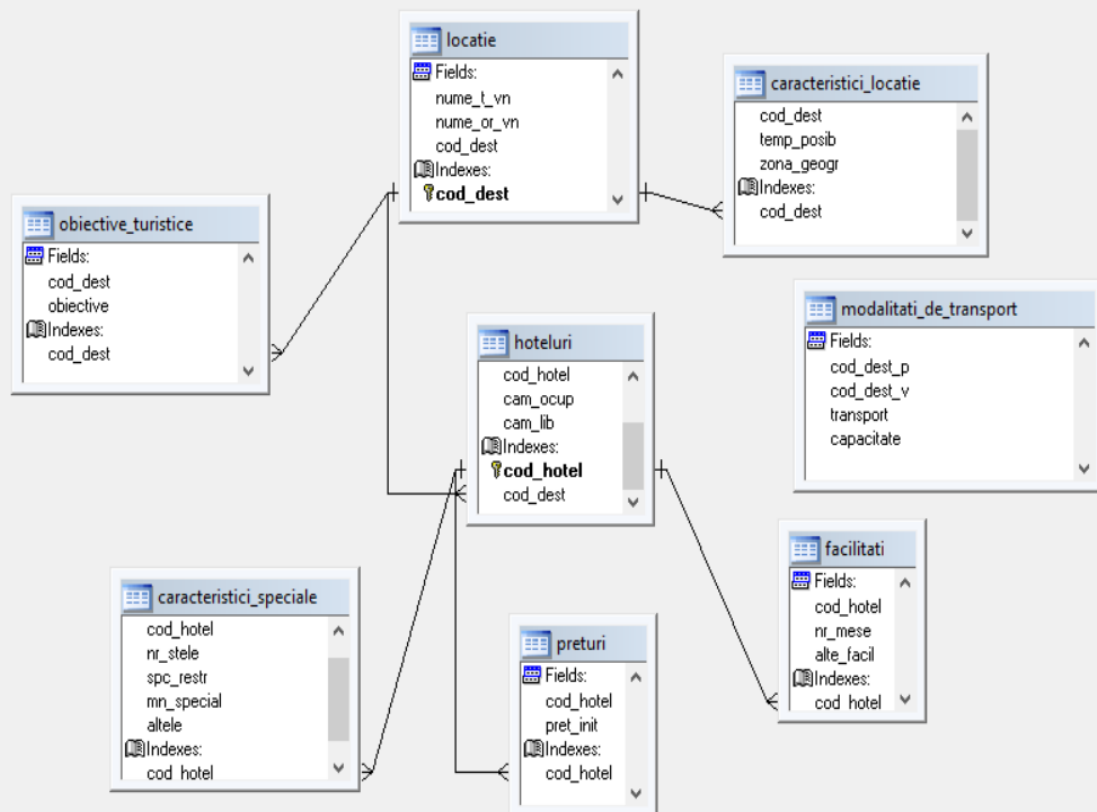 locatie
Fields:
nume_t_vn
nume_or_vn
cod_dest
Indexes:
cod_dest
caracteristici_locatie
cod_dest
temp_posib
zona_geogr
Indexes:
cod_dest
obiective_turistice
Fields:
cod_dest
obiective
Indexes:
cod_dest
modalitati_de_transport
Fields:
cod_dest_p
cod_dest_v
transport
capacitate
hoteluri
cod_hotel
cam_ocup
cam_lib
Indexes:
cod_hotel
cod_dest
facilitati
Fields:
cod_hotel
nr_mese
alte_facil
Indexes:
cod_hotel
caracteristici_speciale
cod_hotel
nr_stele
spc_restr
mn_special
altele
Indexes:
cod_hotel
preturi
Fields:
cod_hotel
pret_init
Indexes:
cod_hotel